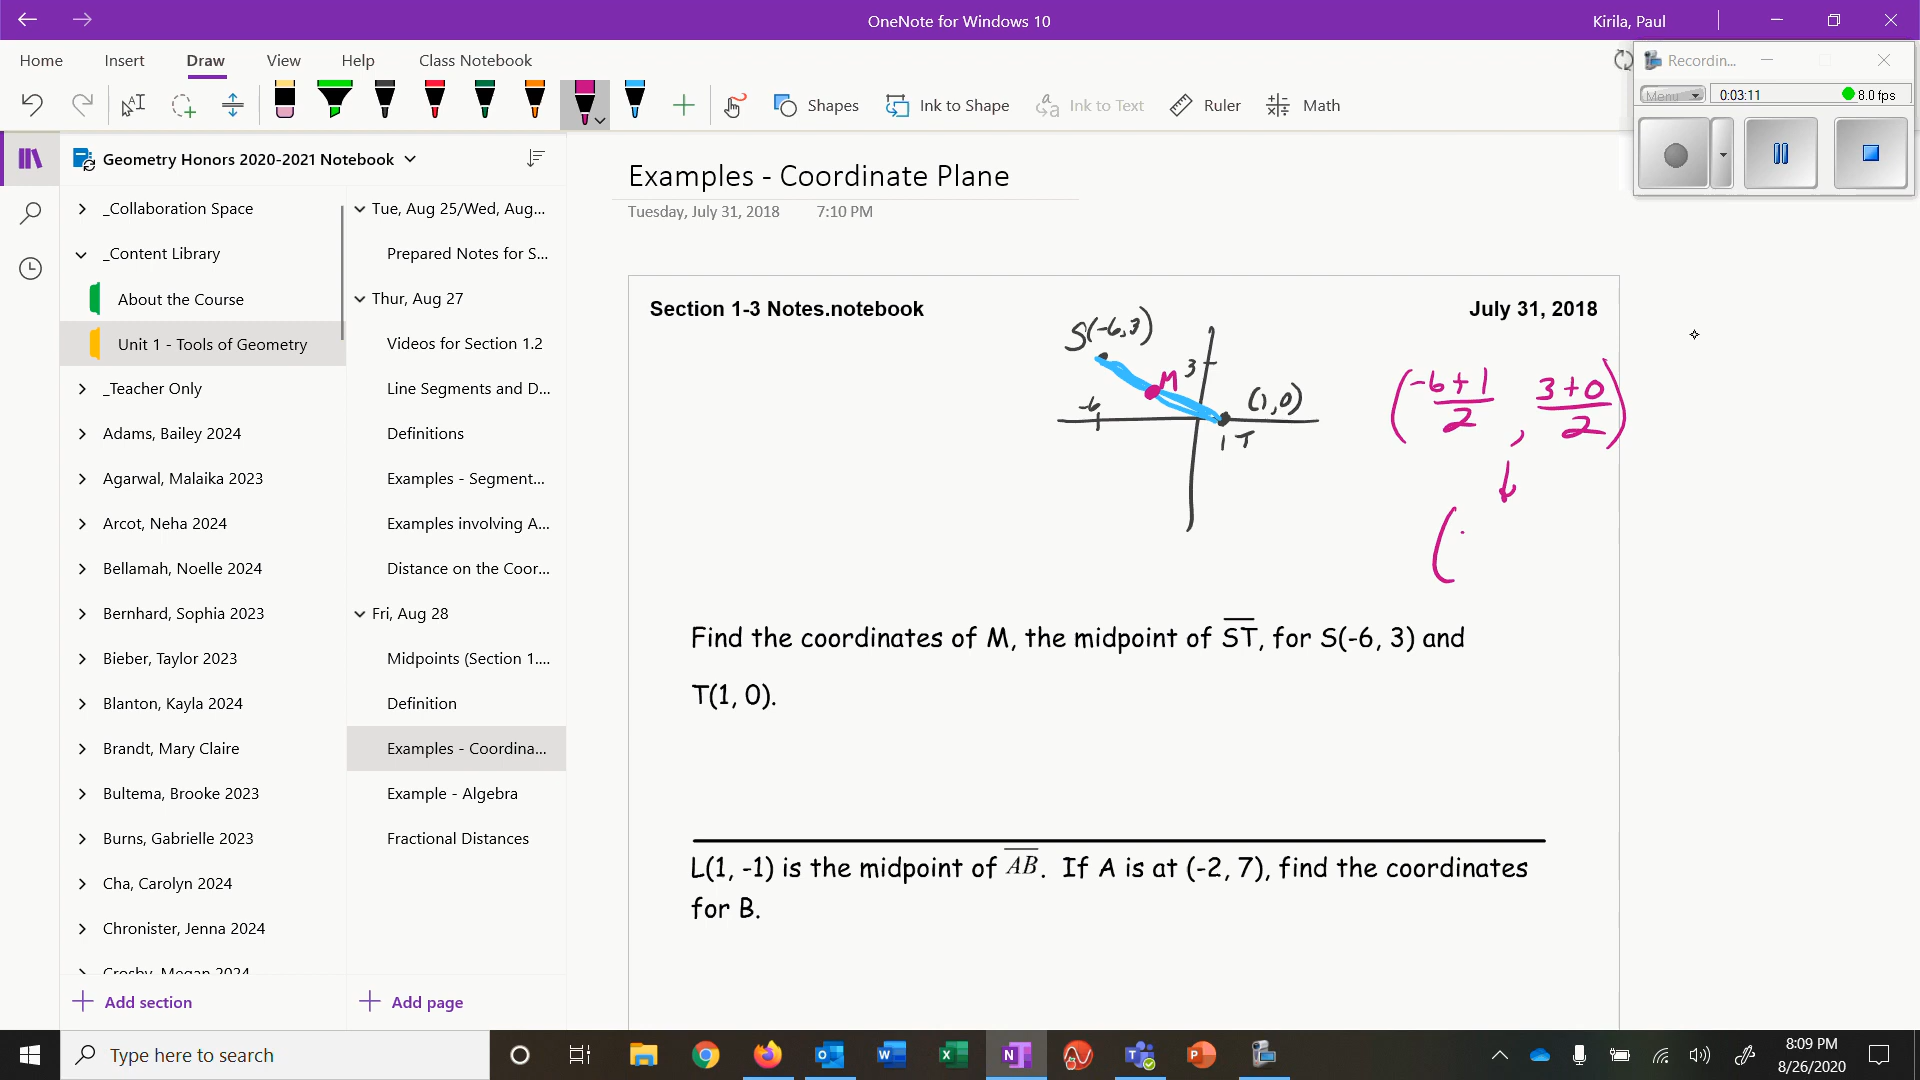 OneNote for Windows 10
Kirila, Paul
Home Insert Draw View Help Class Notebook
Shapes Ink to Shape Ink to Text Ruler Math
Recordin...
Menu 0:03:11 8.0 fps
Geometry Honors 2020-2021 Notebook
_Collaboration Space
_Content Library
About the Course
Unit 1 - Tools of Geometry
_Teacher Only
Adams, Bailey 2024
Agarwal, Malaika 2023
Arcot, Neha 2024
Bellamah, Noelle 2024
Bernhard, Sophia 2023
Bieber, Taylor 2023
Blanton, Kayla 2024
Brandt, Mary Claire
Bultema, Brooke 2023
Burns, Gabrielle 2023
Cha, Carolyn 2024
Chronister, Jenna 2024
Crosby, Megan 2024
Add section
Tue, Aug 25/Wed, Aug...
Prepared Notes for S...
Thur, Aug 27
Videos for Section 1.2
Line Segments and D...
Definitions
Examples - Segment...
Examples involving A...
Distance on the Coor...
Fri, Aug 28
Midpoints (Section 1....
Definition
Examples - Coordina...
Example - Algebra
Fractional Distances
Add page
Examples - Coordinate Plane
Tuesday, July 31, 2018 7:10 PM
Section 1-3 Notes.notebook July 31, 2018
S(-6,3)
3
M
-6
(1,0)
1 T
(-6+1/2 , 3+0/2)
(
Find the coordinates of M, the midpoint of ST, for S(-6, 3) and
T(1, 0).
L(1, -1) is the midpoint of AB. If A is at (-2, 7), find the coordinates
for B.
Type here to search
8:09 PM
8/26/2020